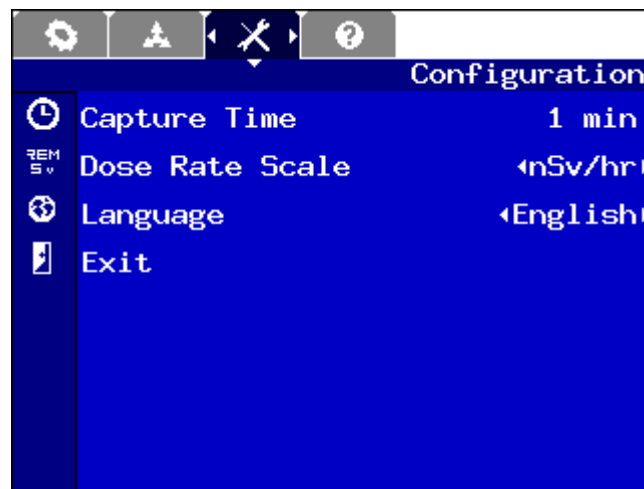 Configuration
Capture Time 1 min
REM
Sv
Dose Rate Scale nSv/hr
Language English
Exit